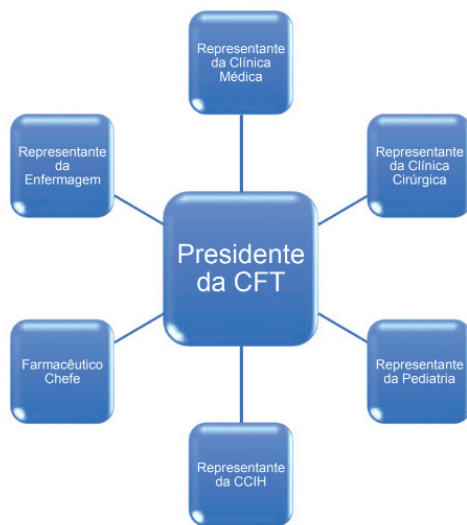 Representante
da Clínica
Médica
Representante
da
Enfermagem
Representante
da Clínica
Cirúrgica
Presidente
da CFT
Farmacêutico
Chefe
Representante
da Pediatria
Representante
da CCIH